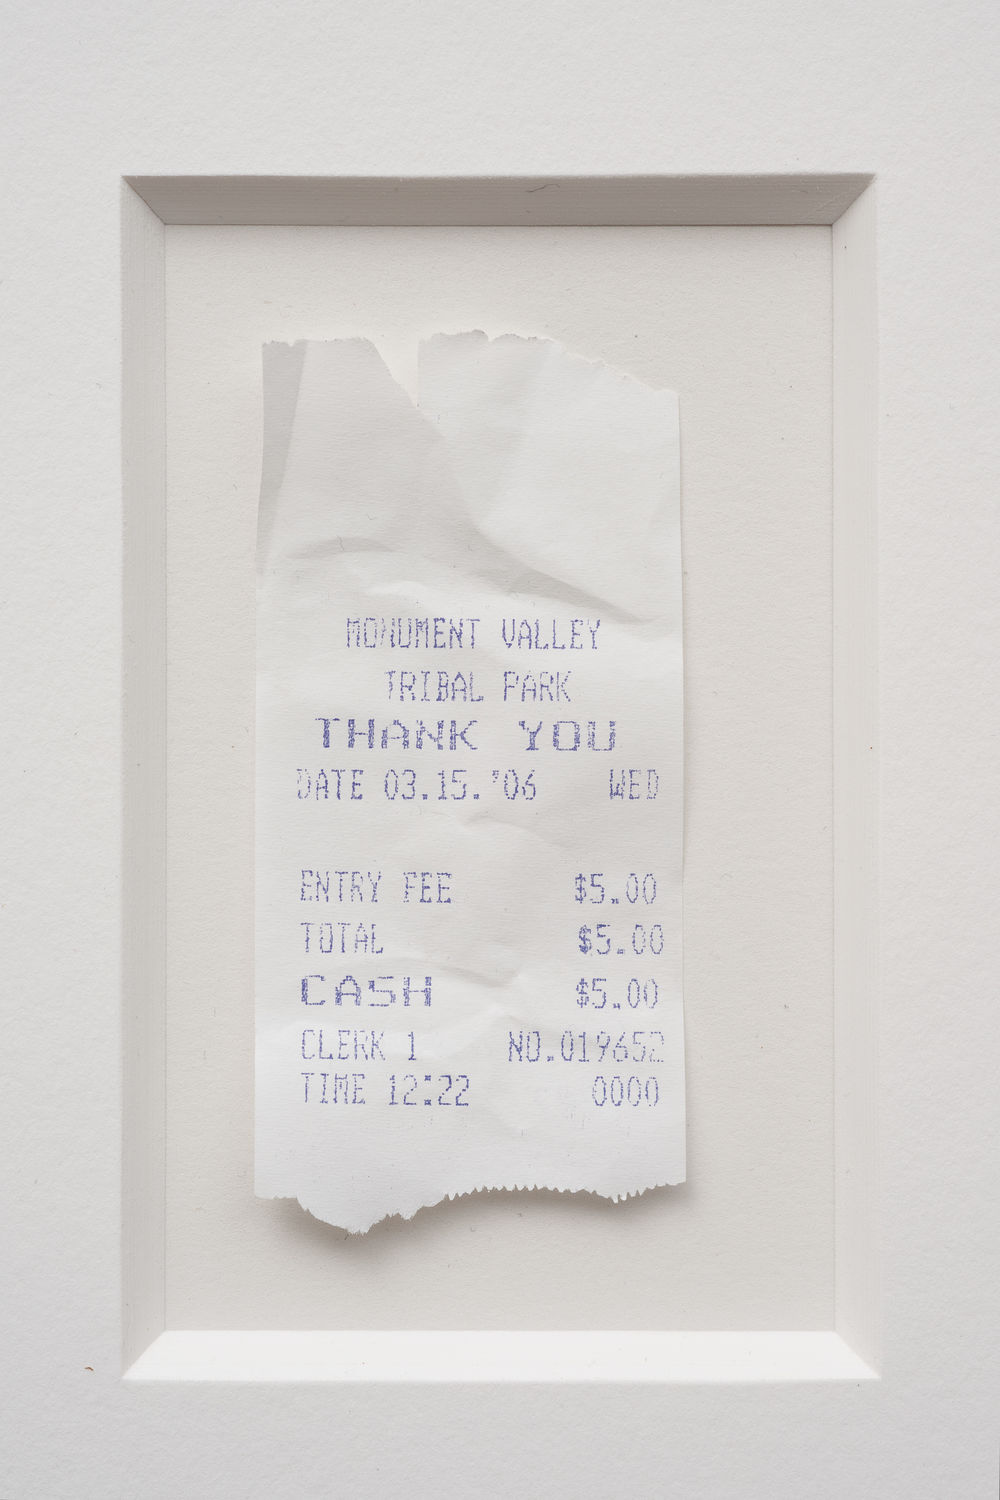 MONUMENT VALLEY
TRIBAL PARK
THANK YOU
DATE 03.15.'06 WED
ENTRY FEE $5.00
TOTAL $5.00
CASH $5.00
CLERK 1 NO.019652
TIME 12:22 0000